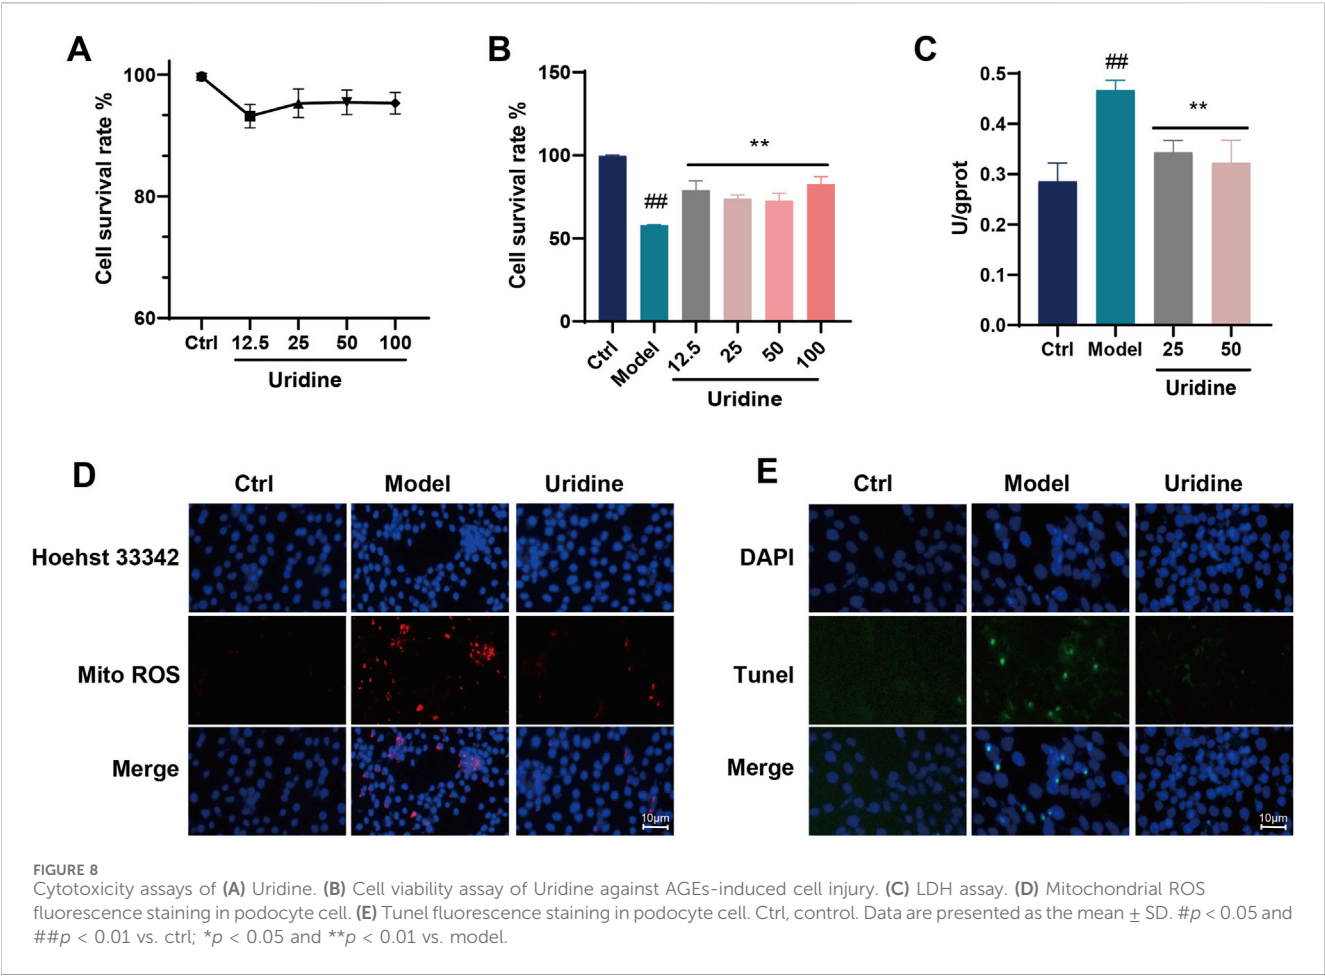 A
Cell survival rate %
100
80
60
Ctrl 12.5 25 50 100
Uridine
B
Cell survival rate %
150
100
50
0
##
**
Ctrl Model 12.5 25 50 100
Uridine
C
U/gprot
0.5
0.4
0.3
0.2
0.1
0.0
##
**
Ctrl Model 25 50
Uridine
D
Ctrl Model Uridine
Hoehst 33342
Mito ROS
Merge
10μm
E
Ctrl Model Uridine
DAPI
Tunel
Merge
10μm
FIGURE 8
Cytotoxicity assays of (A) Uridine. (B) Cell viability assay of Uridine against AGEs-induced cell injury. (C) LDH assay. (D) Mitochondrial ROS
fluorescence staining in podocyte cell. (E) Tunel fluorescence staining in podocyte cell. Ctrl, control. Data are presented as the mean ± SD. #p < 0.05 and
##p < 0.01 vs. ctrl; *p < 0.05 and **p < 0.01 vs. model.